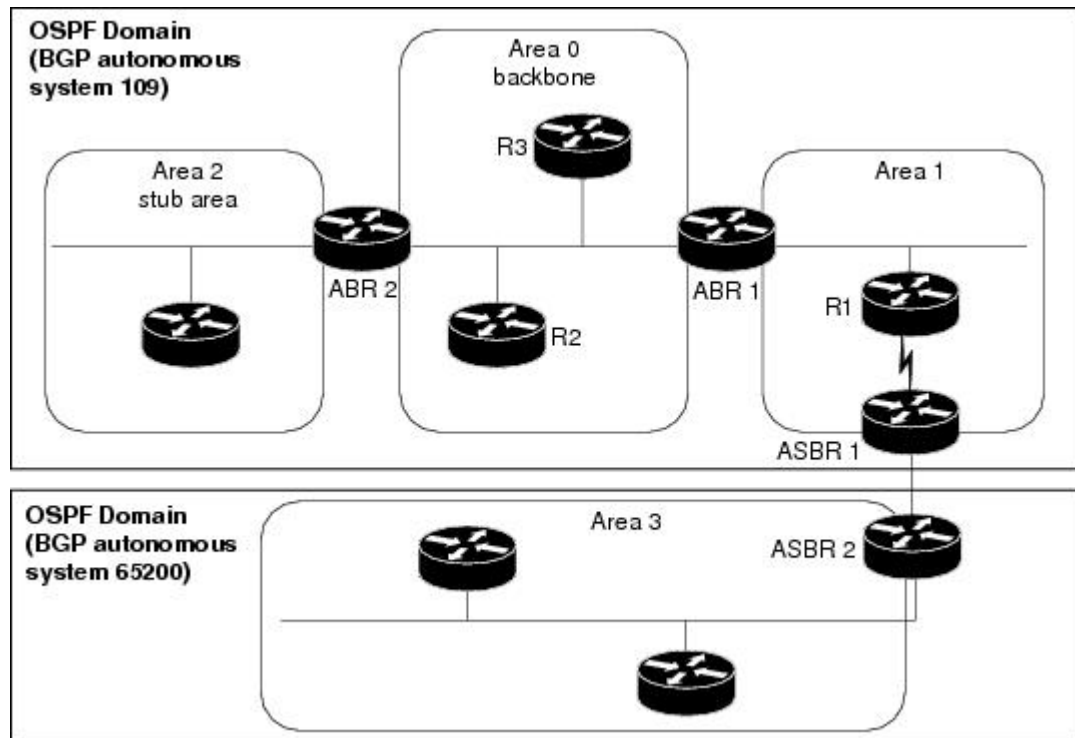 OSPF Domain
(BGP autonomous
system 109)
Area 0
backbone
R3
Area 2
stub area
Area 1
ABR 2
ABR 1
R2
R1
ASBR 1
OSPF Domain
(BGP autonomous
system 65200)
Area 3
ASBR 2